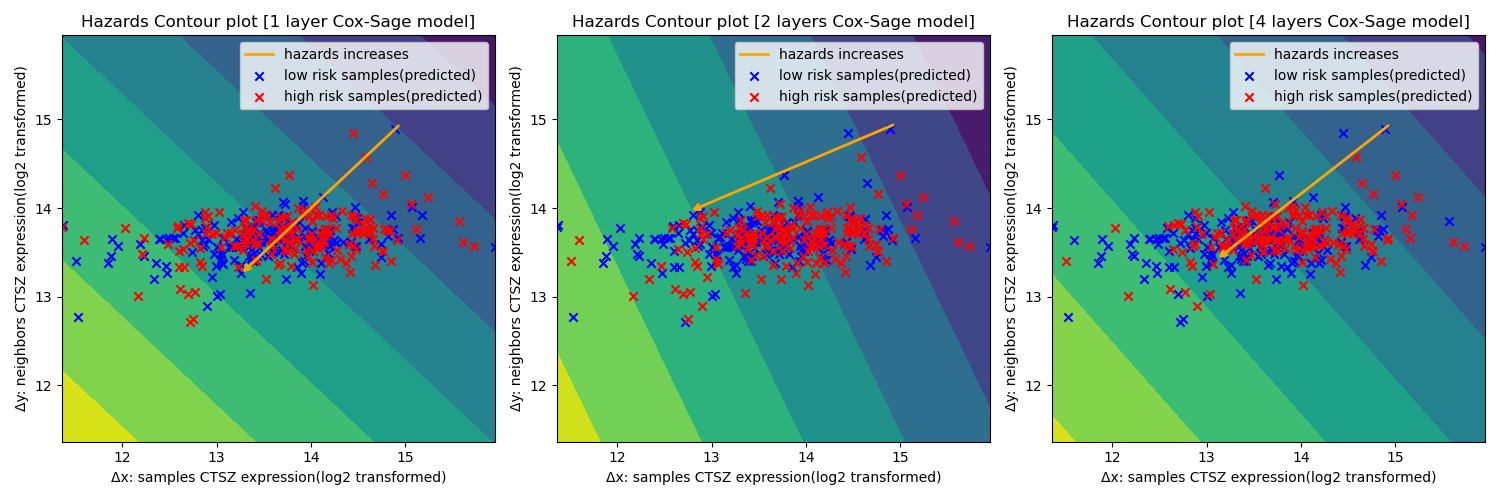 Hazards Contour plot [1 layer Cox-Sage model]
hazards increases
low risk samples(predicted)
high risk samples(predicted)
Δy: neighbors CTSZ expression(log2 transformed)
15
14
13
12
12 13 14 15
Δx: samples CTSZ expression(log2 transformed)
Hazards Contour plot [2 layers Cox-Sage model]
hazards increases
low risk samples(predicted)
high risk samples(predicted)
Δy: neighbors CTSZ expression(log2 transformed)
15
14
13
12
12 13 14 15
Δx: samples CTSZ expression(log2 transformed)
Hazards Contour plot [4 layers Cox-Sage model]
hazards increases
low risk samples(predicted)
high risk samples(predicted)
Δy: neighbors CTSZ expression(log2 transformed)
15
14
13
12
12 13 14 15
Δx: samples CTSZ expression(log2 transformed)